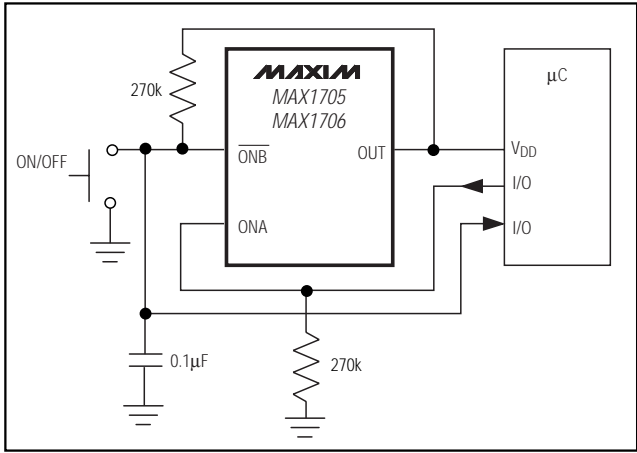 270k
MAXIM
MAX1705
MAX1706
µC
ON/OFF
ONB
OUT
VDD
I/O
ONA
I/O
0.1µF
270k